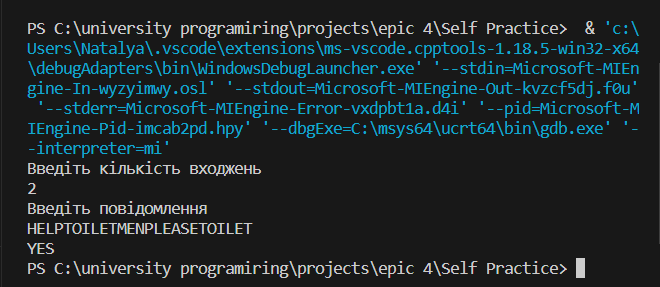 PS C:\university programiring\projects\epic 4\Self Practice>  & 'c:\
Users\Natalya\.vscode\extensions\ms-vscode.cpptools-1.18.5-win32-x64
\debugAdapters\bin\WindowsDebugLauncher.exe' '--stdin=Microsoft-MIEn
gine-In-wyzyimwy.osl' '--stdout=Microsoft-MIEngine-Out-kvzcf5dj.f0u'
 '--stderr=Microsoft-MIEngine-Error-vxdpbt1a.d4i' '--pid=Microsoft-M
IEngine-Pid-imcab2pd.hpy' '--dbgExe=C:\msys64\ucrt64\bin\gdb.exe' '-
-interpreter=mi'
Введіть кількість входжень
2
Введіть повідомлення
HELPTOILETMENPLEASETOILET
YES
PS C:\university programiring\projects\epic 4\Self Practice>